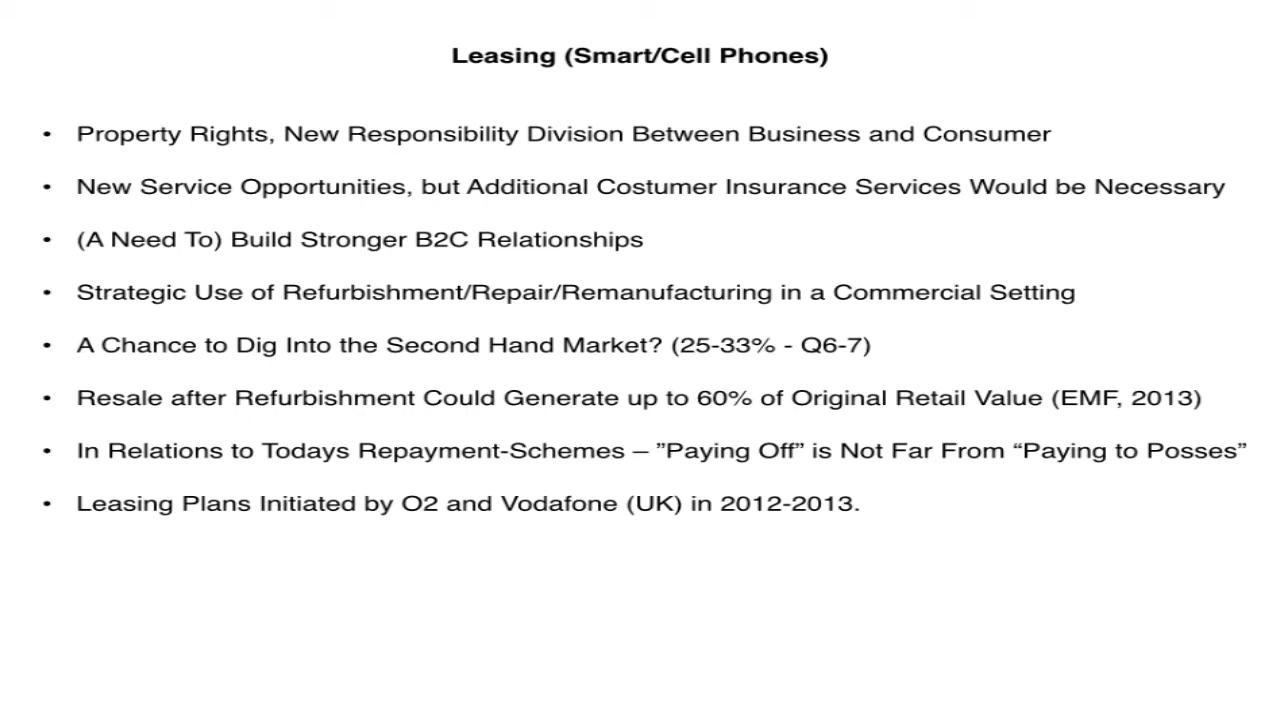 Leasing (Smart/Cell Phones)
• Property Rights, New Responsibility Division Between Business and Consumer
• New Service Opportunities, but Additional Costumer Insurance Services Would be Necessary
• (A Need To) Build Stronger B2C Relationships
• Strategic Use of Refurbishment/Repair/Remanufacturing in a Commercial Setting
• A Chance to Dig Into the Second Hand Market? (25-33% - Q6-7)
• Resale after Refurbishment Could Generate up to 60% of Original Retail Value (EMF, 2013)
• In Relations to Todays Repayment-Schemes – ”Paying Off” is Not Far From “Paying to Posses”
• Leasing Plans Initiated by O2 and Vodafone (UK) in 2012-2013.